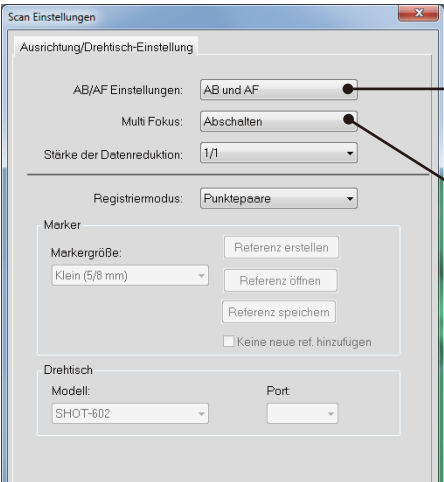 Scan Einstellungen
Ausrichtung/Drehtisch-Einstellung
AB/AF Einstellungen: AB und AF
Multi Fokus: Abschalten
Stärke der Datenreduktion: 1/1
Registriermodus: Punktepaare
Marker
Markergröße:
Referenz erstellen
Klein (5/8 mm)
Referenz öffnen
Referenz speichern
Keine neue ref. hinzufügen
Drehtisch
Modell: Port:
SHOT-602